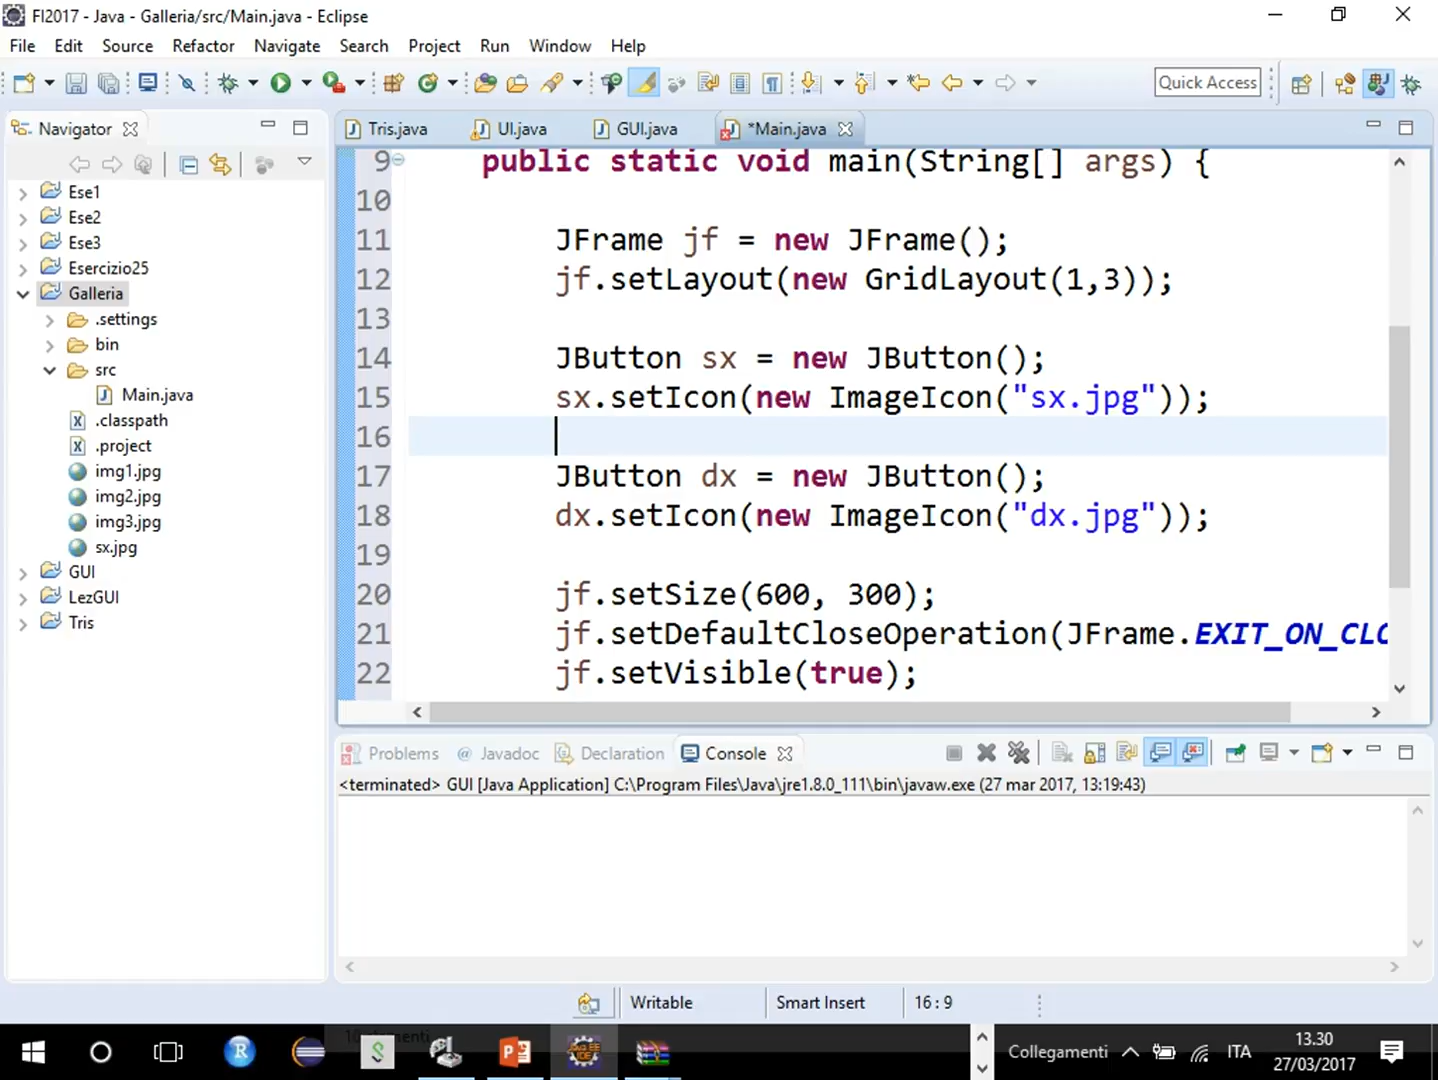 FI2017 - Java - Galleria/src/Main.java - Eclipse
File Edit Source Refactor Navigate Search Project Run Window Help
Quick Access
Navigator
Tris.java UI.java GUI.java *Main.java
Ese1
Ese2
Ese3
Esercizio25
Galleria
.settings
bin
src
Main.java
.classpath
.project
img1.jpg
img2.jpg
img3.jpg
sx.jpg
GUI
LezGUI
Tris
9 public static void main(String[] args) {
10
11 JFrame jf = new JFrame();
12 jf.setLayout(new GridLayout(1,3));
13
14 JButton sx = new JButton();
15 sx.setIcon(new ImageIcon("sx.jpg"));
16
17 JButton dx = new JButton();
18 dx.setIcon(new ImageIcon("dx.jpg"));
19
20 jf.setSize(600, 300);
21 jf.setDefaultCloseOperation(JFrame.EXIT_ON_CLO
22 jf.setVisible(true);
Problems Javadoc Declaration Console
<terminated> GUI [Java Application] C:\Program Files\Java\jre1.8.0_111\bin\javaw.exe (27 mar 2017, 13:19:43)
Writable Smart Insert 16 : 9
10 elementi
Collegamenti ITA 13.30
27/03/2017